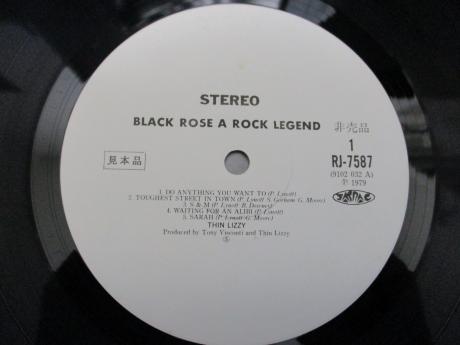 STEREO
BLACK ROSE A ROCK LEGEND
非売品
見本品
1
RJ-7587
(9102 032 A)
Ⓟ 1979
1. DO ANYTHING YOU WANT TO (P. Lynott)
2. TOUGHEST STREET IN TOWN (P. Lynott S. Gorham G. Moore)
3. S & M (P. Lynott B. Downey)
4. WAITING FOR AN ALIBI (P. Lynott)
5. SARAH (P. Lynott G. Moore)
THIN LIZZY
Produced by Tony Visconti and Thin Lizzy
Ⓢ
JASRAC